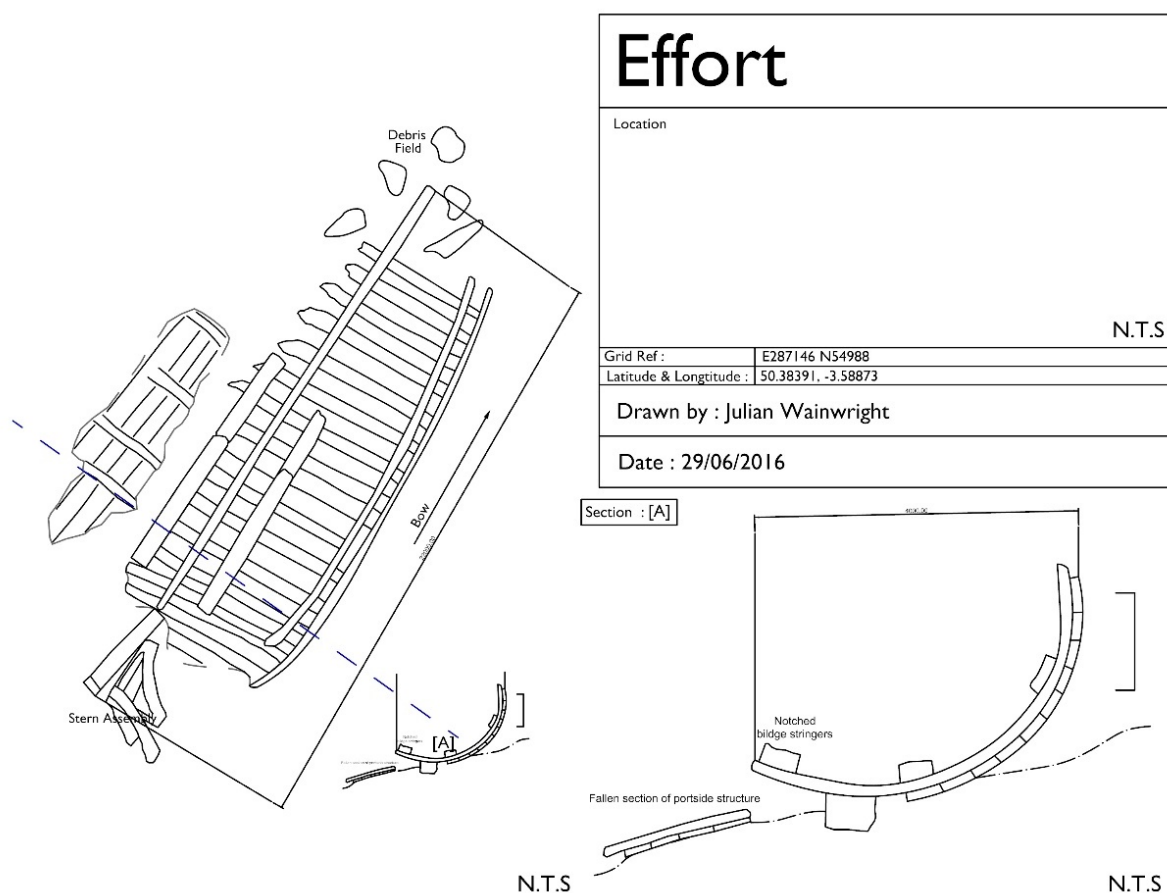 Effort
Location
N.T.S
Grid Ref :
E287146 N54988
Latitude & Longtitude :
50.38391, -3.58873
Drawn by : Julian Wainwright
Date : 29/06/2016
Debris
Field
Bow
Stern Assembly
[A]
N.T.S
Section : [A]
Notched
bildge stringers
Fallen section of portside structure
N.T.S